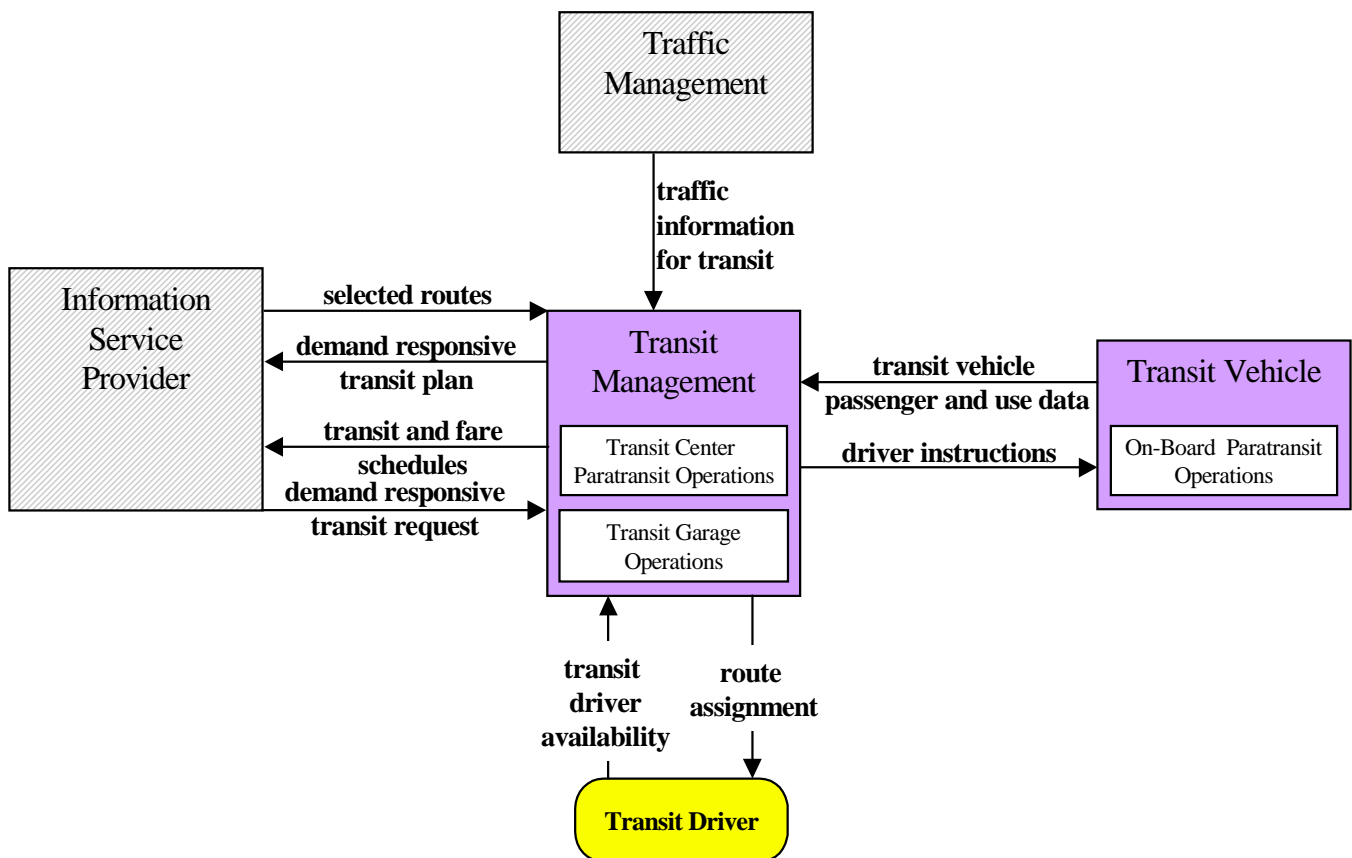 Traffic
Management
traffic
information
for transit
Information
Service
Provider
selected routes
demand responsive
transit plan
transit and fare
schedules
demand responsive
transit request
Transit
Management
Transit Center
Paratransit Operations
Transit Garage
Operations
transit vehicle
passenger and use data
driver instructions
Transit Vehicle
On-Board Paratransit
Operations
transit
driver
availability
route
assignment
Transit Driver